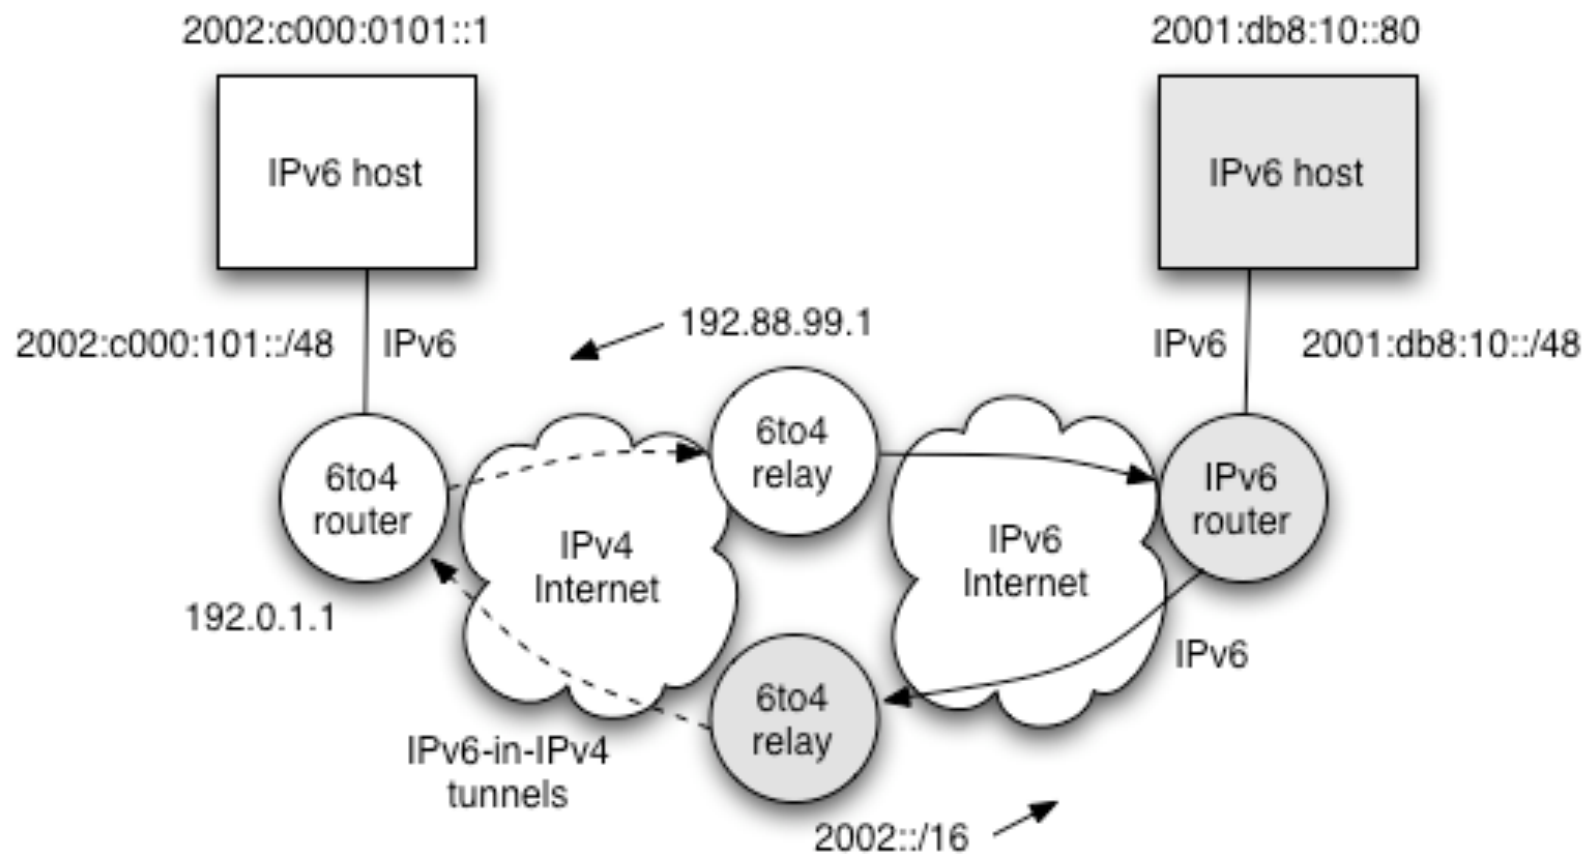 2002:c000:0101::1
2001:db8:10::80
IPv6 host
IPv6 host
192.88.99.1
2002:c000:101::/48
IPv6
IPv6
2001:db8:10::/48
6to4
router
6to4
relay
IPv6
router
IPv4
Internet
IPv6
Internet
192.0.1.1
IPv6
6to4
relay
IPv6-in-IPv4
tunnels
2002::/16